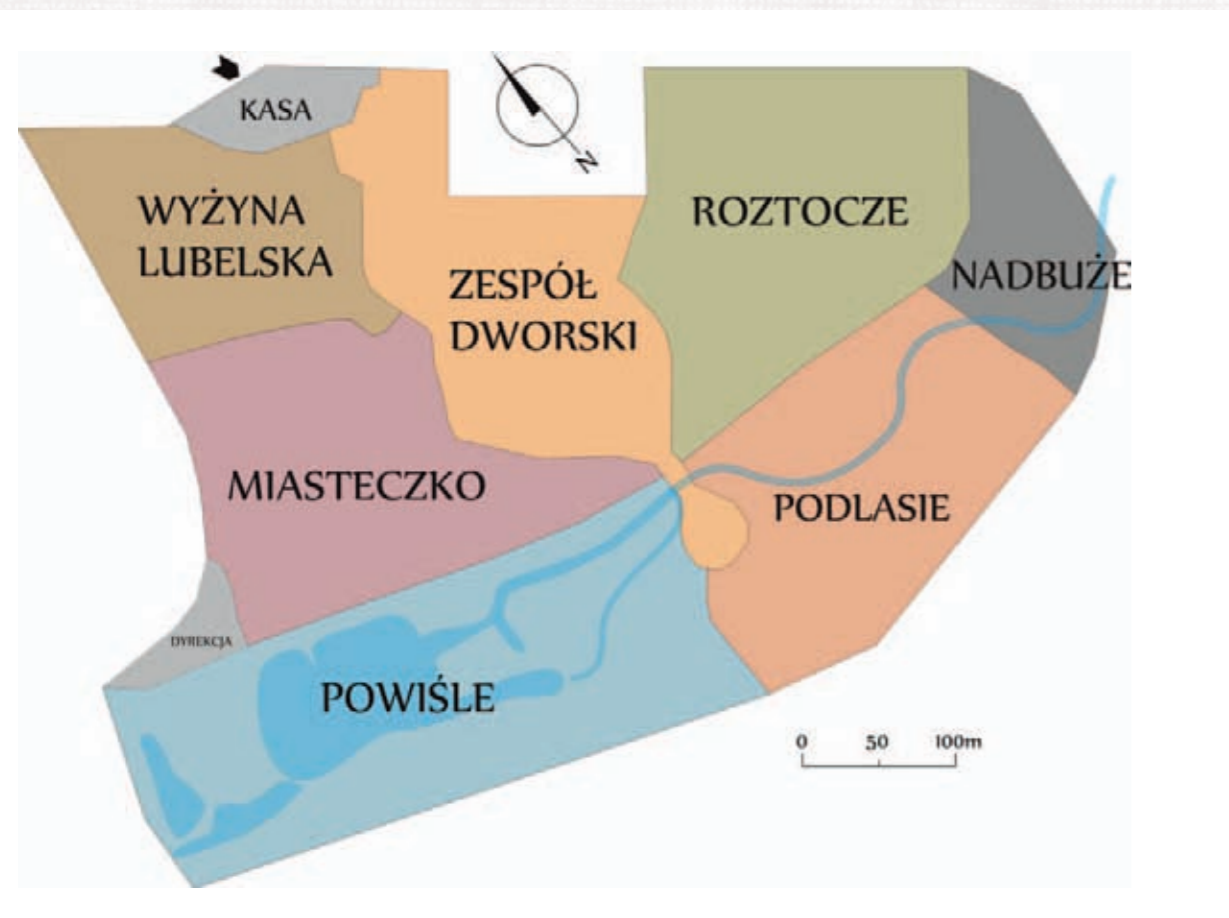 KASA
N
WYŻYNA
LUBELSKA
ROZTOCZE
ZESPÓŁ
DWORSKI
NADBUŻE
MIASTECZKO
PODLASIE
DYREKCJA
POWIŚLE
0 50 100m